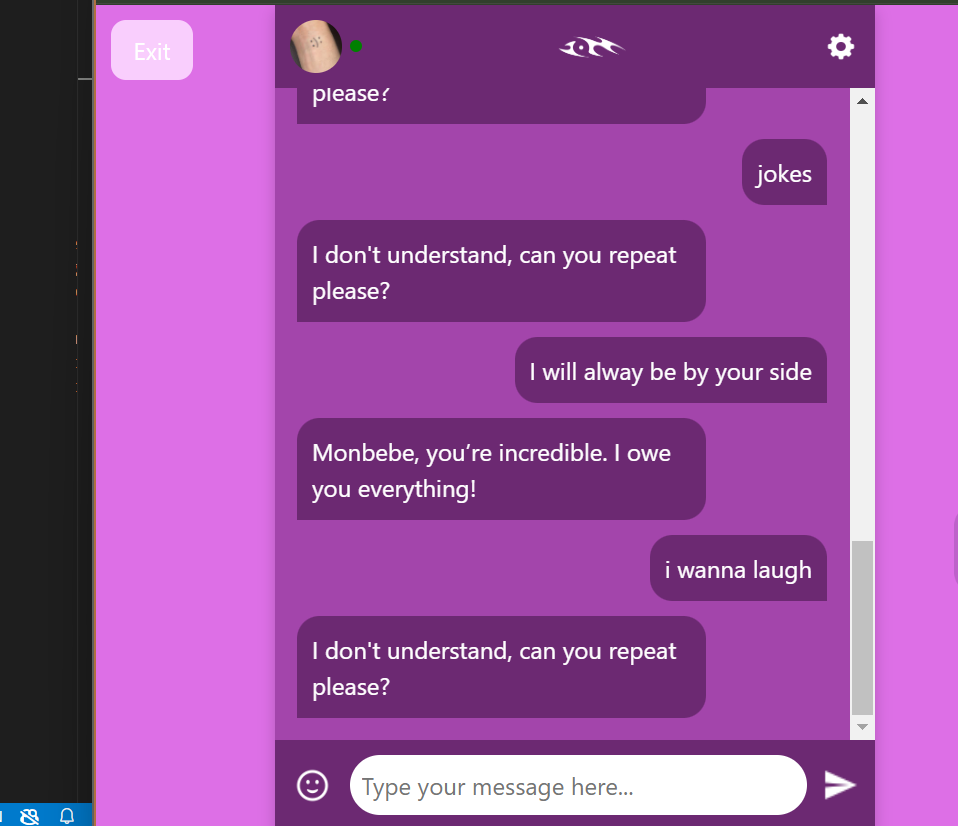 Exit
please?
jokes
I don't understand, can you repeat
please?
I will alway be by your side
Monbebe, you’re incredible. I owe
you everything!
i wanna laugh
I don't understand, can you repeat
please?
Type your message here...